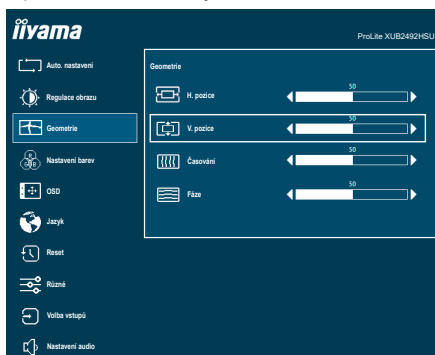 iiyama
ProLite XUB2492HSU
Auto. nastavení
Geometrie
Regulace obrazu
H. pozice
50
Geometrie
V. pozice
50
Nastavení barev
Časování
50
OSD
Fáze
50
Jazyk
Reset
Různé
Volba vstupů
Nastavení audio